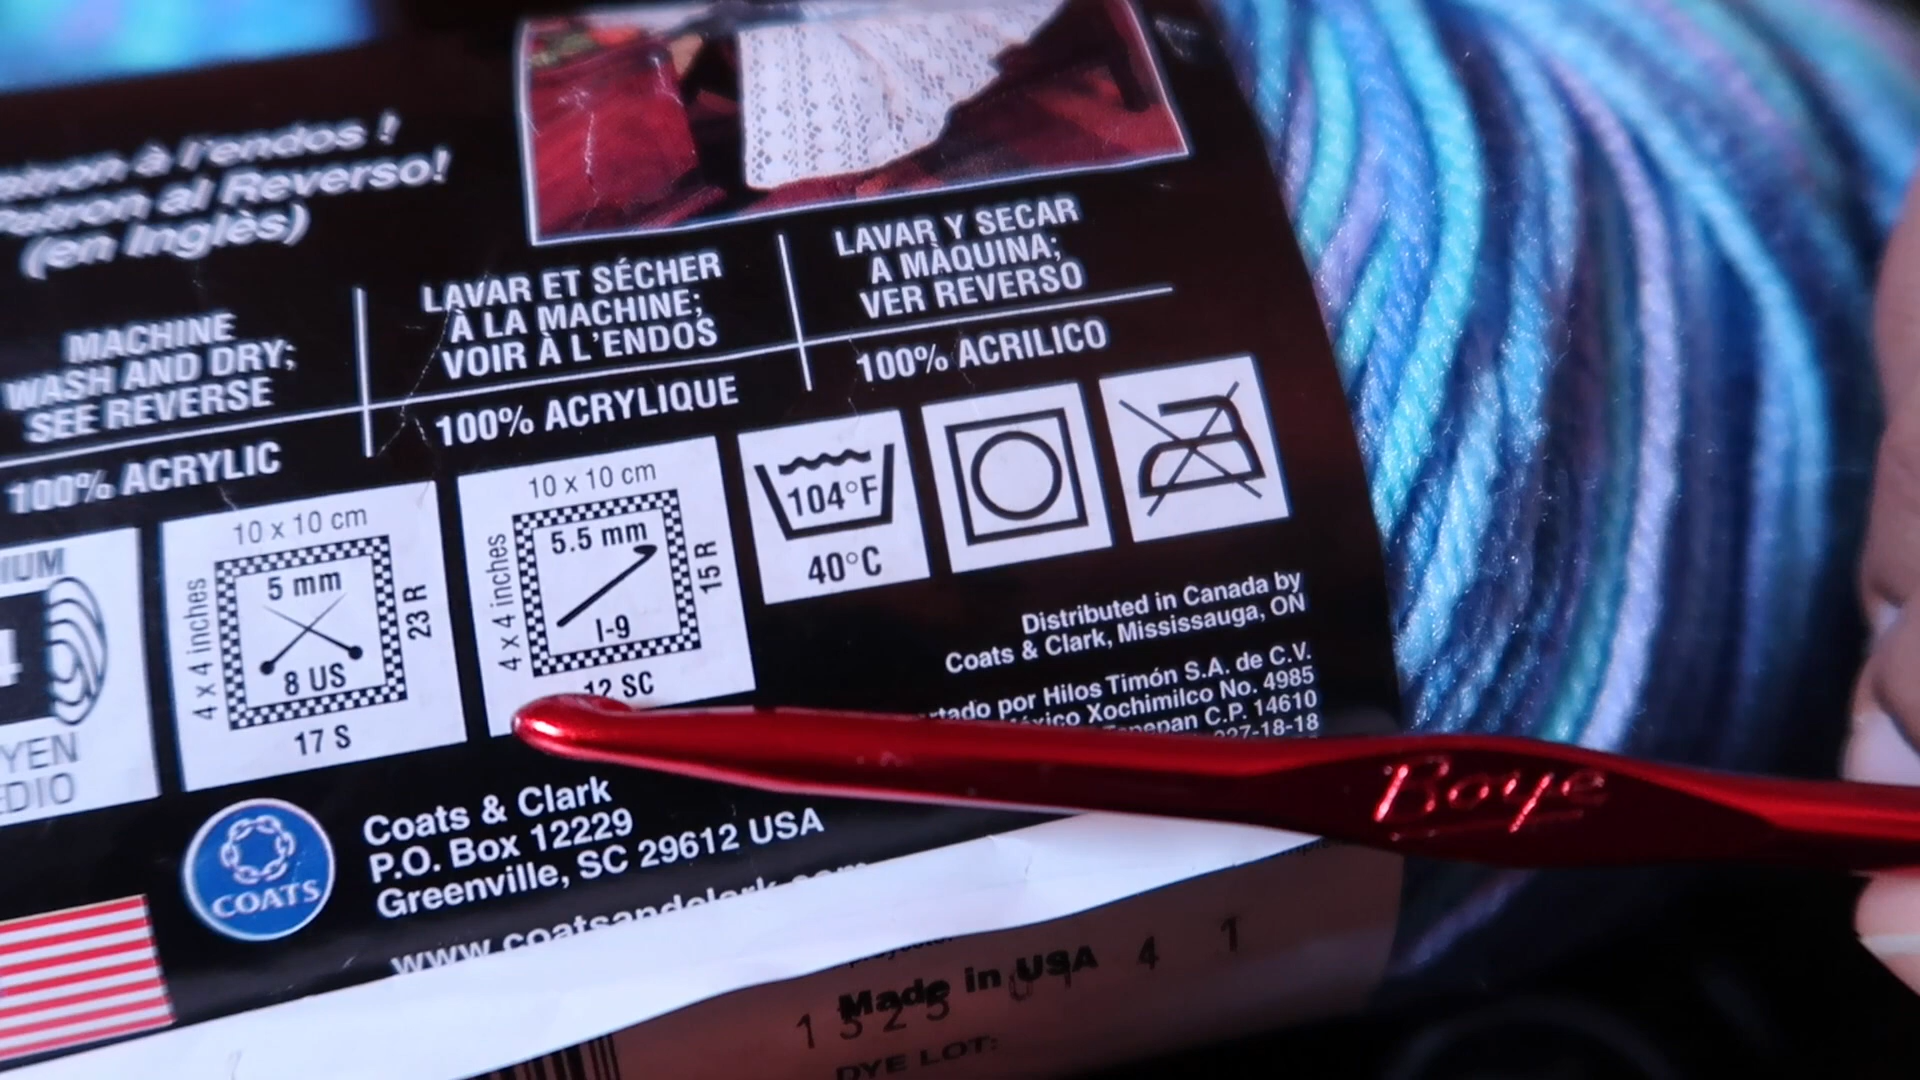 à l'endos !
Patron al Reverso!
(en Inglès)
MACHINE
WASH AND DRY;
SEE REVERSE
LAVAR ET SÉCHER
À LA MACHINE;
VOIR À L'ENDOS
LAVAR Y SECAR
A MÀQUINA;
VER REVERSO
100% ACRYLIC
100% ACRYLIQUE
100% ACRILICO
IUM
4
YEN
EDIO
10 x 10 cm
4 x 4 inches
5 mm
8 US
23 R
17 S
10 x 10 cm
4 x 4 inches
5.5 mm
I-9
15 R
12 SC
104°F
40°C
Distributed in Canada by
Coats & Clark, Mississauga, ON
rtado por Hilos Timón S.A. de C.V.
éxico Xochimilco No. 4985
Tepepan C.P. 14610
227-18-18
COATS
Coats & Clark
P.O. Box 12229
Greenville, SC 29612 USA
www.coatsandclark.com
Boye
Made in USA
4 1
DYE LOT: